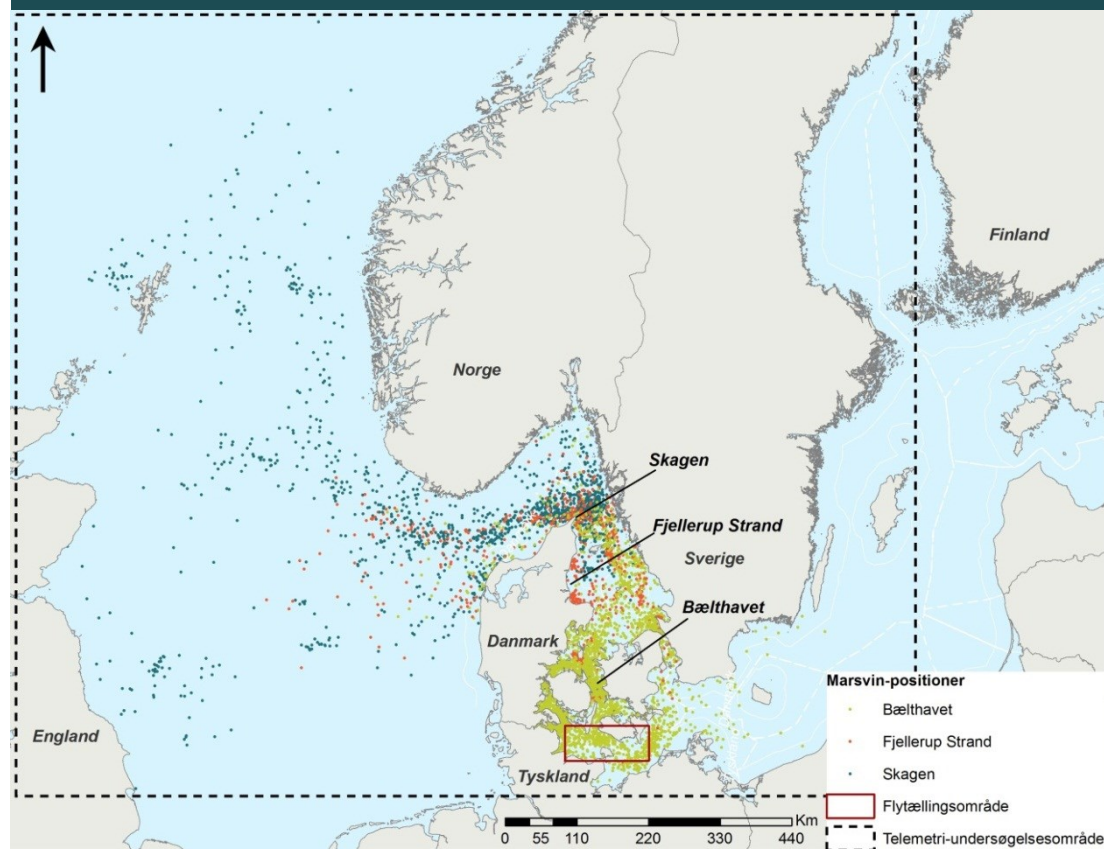 Finland
Norge
Skagen
Fjellerup Strand
Sverige
Bælthavet
Danmark
England
Tyskland
Marsvin-positioner
Bælthavet
Fjellerup Strand
Skagen
Flytællingsområde
Telemetri-undersøgelsesområde
Km
0 55 110 220 330 440